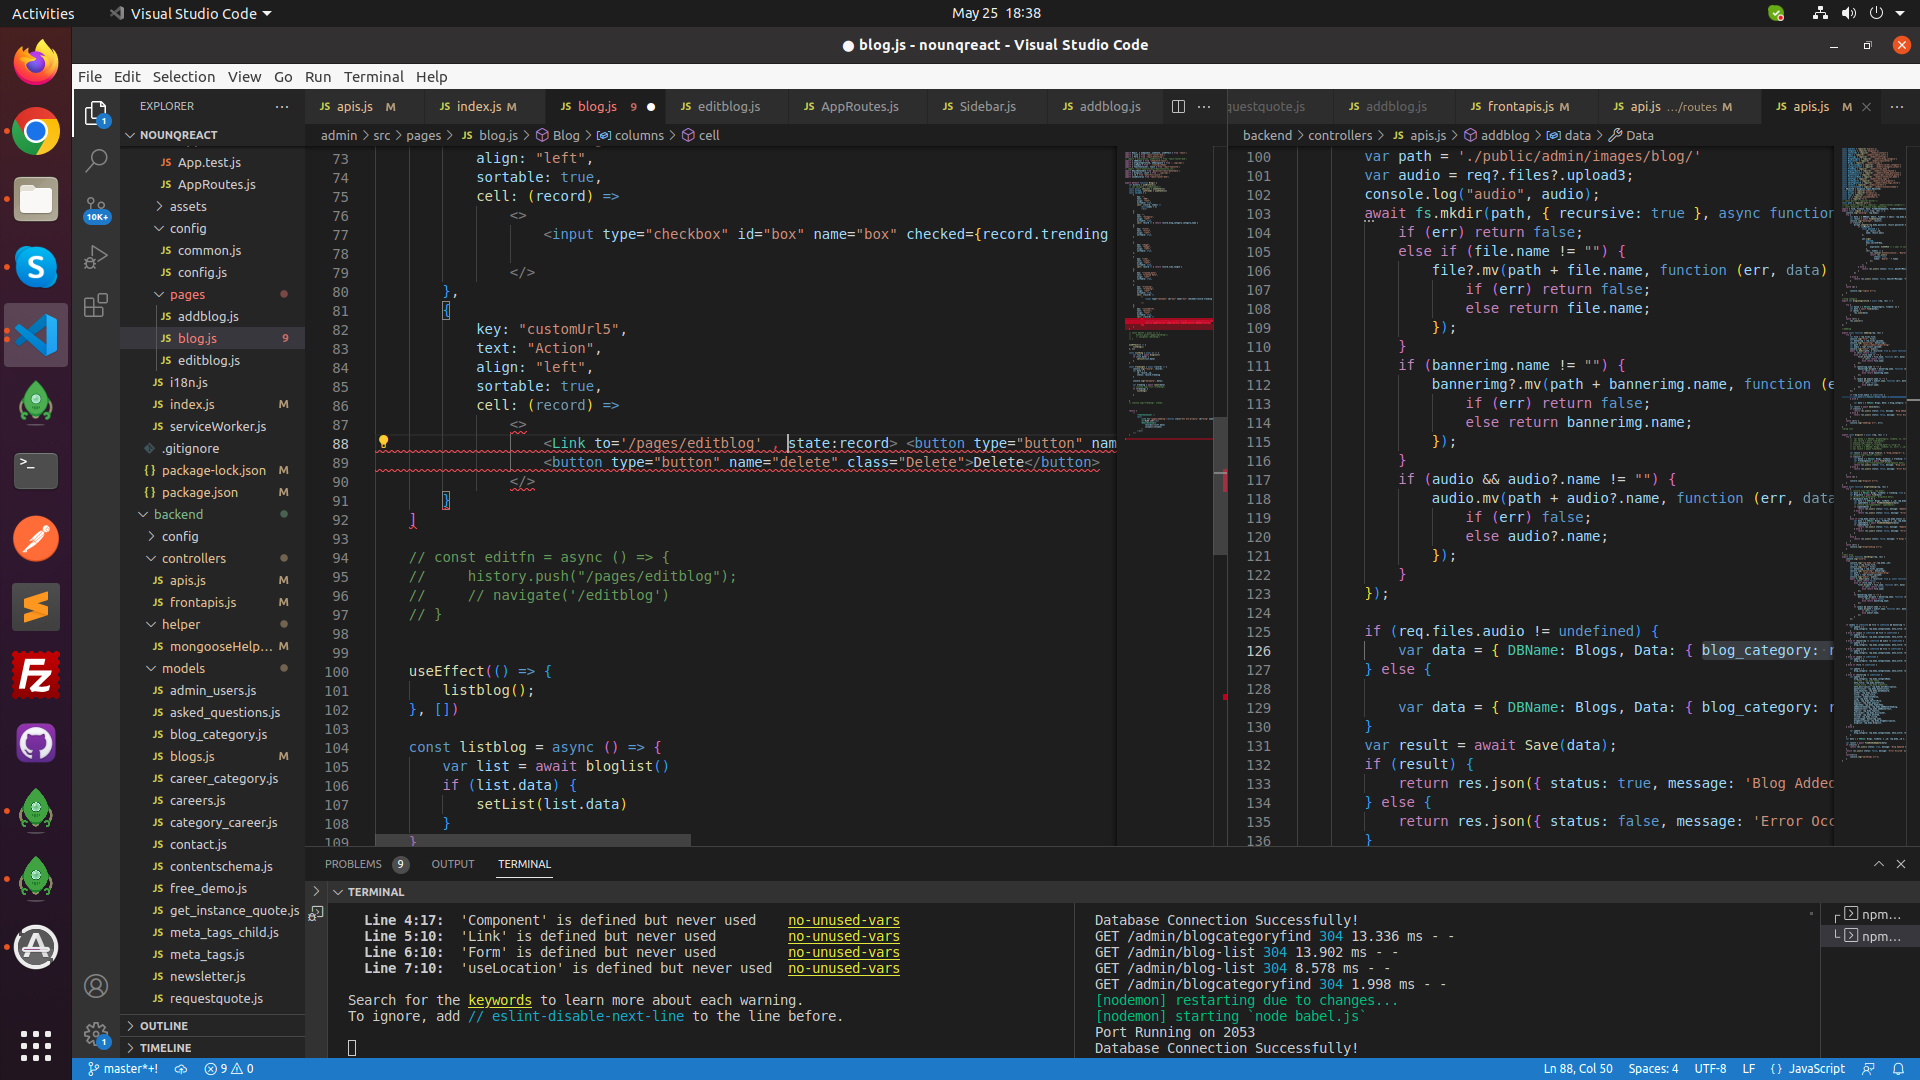 Activities
Visual Studio Code
May 25 18:38
● blog.js - nounqreact - Visual Studio Code
File Edit Selection View Go Run Terminal Help
EXPLORER
NOUNQREACT
JS App.test.js
JS AppRoutes.js
assets
config
JS common.js
JS config.js
pages
JS addblog.js
JS blog.js 9
JS editblog.js
JS i18n.js
JS index.js M
JS serviceWorker.js
.gitignore
{} package-lock.json M
{} package.json M
backend
config
controllers
JS apis.js M
JS frontapis.js M
helper
JS mongooseHelp... M
models
JS admin_users.js
JS asked_questions.js
JS blog_category.js
JS blogs.js M
JS career_category.js
JS careers.js
JS category_career.js
JS contact.js
JS contentschema.js
JS free_demo.js
JS get_instance_quote.js
JS meta_tags_child.js
JS meta_tags.js
JS newsletter.js
JS requestquote.js
OUTLINE
TIMELINE
1
10K+
1
JS apis.js M
JS index.js M
JS blog.js 9 ●
JS editblog.js
JS AppRoutes.js
JS Sidebar.js
JS addblog.js
admin > src > pages > JS blog.js > Blog > columns > cell
73 align: "left",
74 sortable: true,
75 cell: (record) =>
76 <>
77 <input type="checkbox" id="box" name="box" checked={record.trending
78
79 </>
80 },
81 {
82 key: "customUrl5",
83 text: "Action",
84 align: "left",
85 sortable: true,
86 cell: (record) =>
87 <>
88 <Link to='/pages/editblog' , state:record> <button type="button" nam
89 <button type="button" name="delete" class="Delete">Delete</button>
90 </>
91 }
92 ]
93
94 // const editfn = async () => {
95 // history.push("/pages/editblog");
96 // // navigate('/editblog')
97 // }
98
99
100 useEffect(() => {
101 listblog();
102 }, [])
103
104 const listblog = async () => {
105 var list = await bloglist()
106 if (list.data) {
107 setList(list.data)
108 }
109 }
questquote.js
JS addblog.js
JS frontapis.js M
JS api.js .../routes M
JS apis.js M
backend > controllers > JS apis.js > addblog > data > Data
100 var path = './public/admin/images/blog/'
101 var audio = req?.files?.upload3;
102 console.log("audio", audio);
103 await fs.mkdir(path, { recursive: true }, async function
104 if (err) return false;
105 else if (file.name != "") {
106 file?.mv(path + file.name, function (err, data)
107 if (err) return false;
108 else return file.name;
109 });
110 }
111 if (bannerimg.name != "") {
112 bannerimg?.mv(path + bannerimg.name, function (e
113 if (err) return false;
114 else return bannerimg.name;
115 });
116 }
117 if (audio && audio?.name != "") {
118 audio.mv(path + audio?.name, function (err, data
119 if (err) false;
120 else audio?.name;
121 });
122 }
123 });
124
125 if (req.files.audio != undefined) {
126 var data = { DBName: Blogs, Data: { blog_category: r
127 } else {
128
129 var data = { DBName: Blogs, Data: { blog_category: r
130 }
131 var result = await Save(data);
132 if (result) {
133 return res.json({ status: true, message: 'Blog Added
134 } else {
135 return res.json({ status: false, message: 'Error Occ
136 }
PROBLEMS 9 OUTPUT TERMINAL
TERMINAL
Line 4:17: 'Component' is defined but never used no-unused-vars
Line 5:10: 'Link' is defined but never used no-unused-vars
Line 6:10: 'Form' is defined but never used no-unused-vars
Line 7:10: 'useLocation' is defined but never used no-unused-vars
Search for the keywords to learn more about each warning.
To ignore, add // eslint-disable-next-line to the line before.
Database Connection Successfully!
GET /admin/blogcategoryfind 304 13.336 ms - -
GET /admin/blog-list 304 13.902 ms - -
GET /admin/blog-list 304 8.578 ms - -
GET /admin/blogcategoryfind 304 1.998 ms - -
[nodemon] restarting due to changes...
[nodemon] starting `node babel.js`
Port Running on 2053
Database Connection Successfully!
npm...
npm...
master*+! 9 0
Ln 88, Col 50 Spaces: 4 UTF-8 LF {} JavaScript